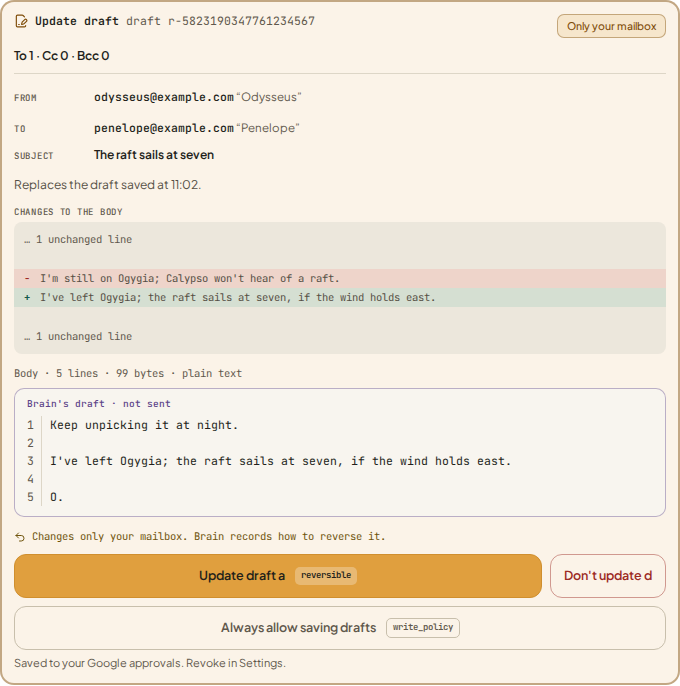 Update draft draft r-5823190347761234567
Only your mailbox
To 1 · Cc 0 · Bcc 0
FROM odysseus@example.com “Odysseus”
TO penelope@example.com “Penelope”
SUBJECT The raft sails at seven
Replaces the draft saved at 11:02.
CHANGES TO THE BODY
… 1 unchanged line
- I'm still on Ogygia; Calypso won't hear of a raft.
+ I've left Ogygia; the raft sails at seven, if the wind holds east.
… 1 unchanged line
Body · 5 lines · 99 bytes · plain text
Brain's draft · not sent
1 Keep unpicking it at night.
2
3 I've left Ogygia; the raft sails at seven, if the wind holds east.
4
5 O.
Changes only your mailbox. Brain records how to reverse it.
Update draft a reversible
Don't update d
Always allow saving drafts write_policy
Saved to your Google approvals. Revoke in Settings.